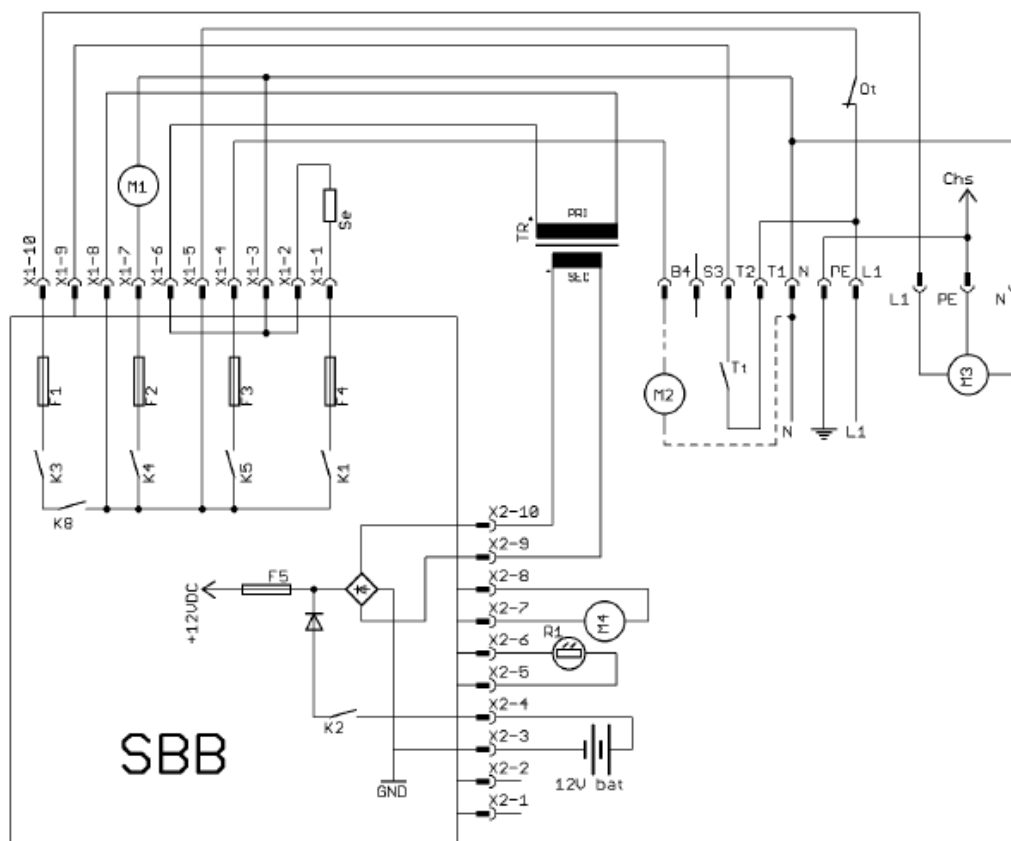 Ot
Chs
M1
Se
PRI
TR
SEC
X1-10
X1-9
X1-8
X1-7
X1-6
X1-5
X1-4
X1-3
X1-2
X1-1
B4 S3 T2 T1 N PE L1
L1 PE N
F1
F2
F3
F4
M2
M3
N
L1
K3
K4
K5
K1
K8
X2-10
X2-9
X2-8
X2-7
X2-6
X2-5
X2-4
X2-3
X2-2
X2-1
+12VDC
F5
M4
R1
K2
12V bat
GND
SBB